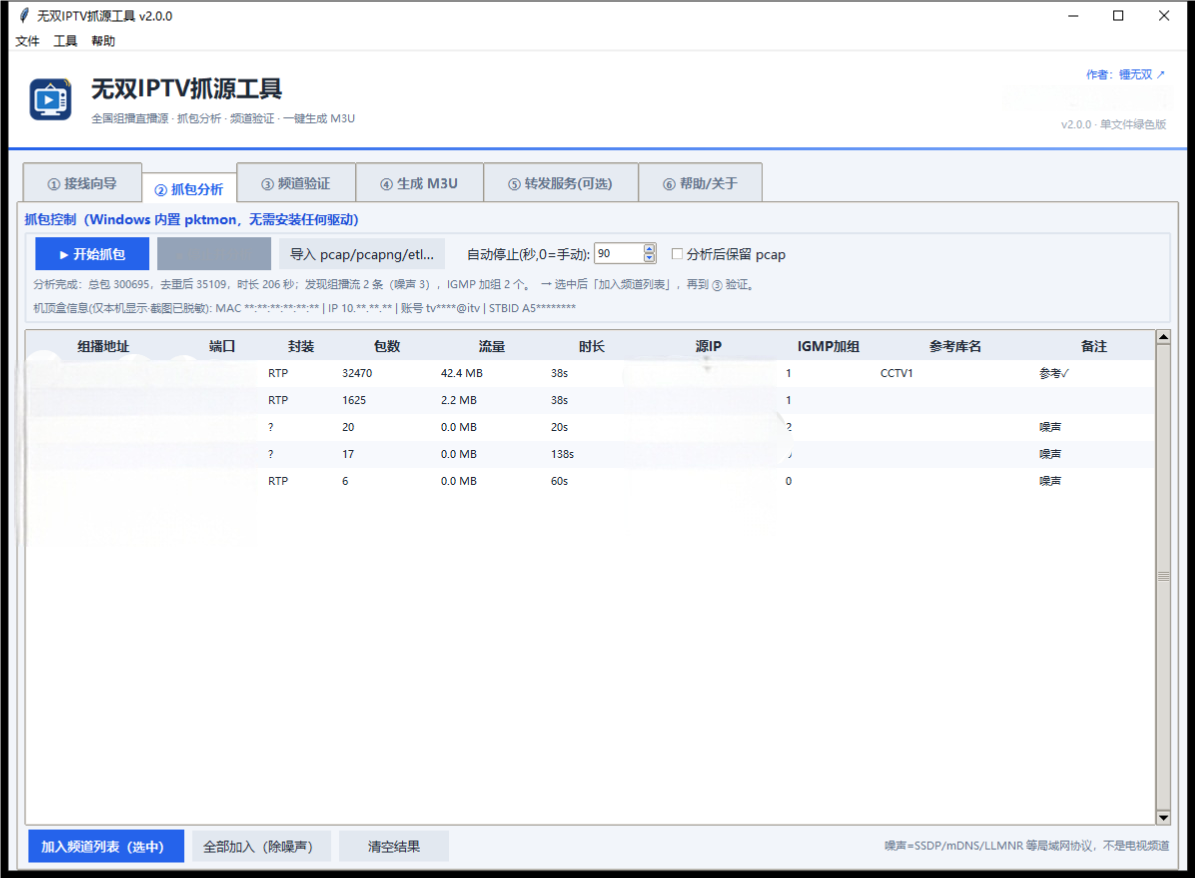 无双IPTV抓源工具 v2.0.0
文件 工具 帮助
无双IPTV抓源工具
作者：锤无双 ↗
全国组播直播源 · 抓包分析 · 频道验证 · 一键生成 M3U
v2.0.0 · 单文件绿色版
① 接线向导 ② 抓包分析 ③ 频道验证 ④ 生成 M3U ⑤ 转发服务(可选) ⑥ 帮助/关于
抓包控制（Windows 内置 pktmon，无需安装任何驱动）
▶ 开始抓包 导入 pcap/pcapng/etl... 自动停止(秒,0=手动): 90 分析后保留 pcap
分析完成：总包 300695，去重后 35109，时长 206 秒；发现组播流 2 条（噪声 3），IGMP 加组 2 个。 → 选中后「加入频道列表」，再到 ③ 验证。
机顶盒信息(仅本机显示·截图已脱敏): MAC **:**:**:**:**:** | IP 10.**.**.** | 账号 tv****@itv | STBID A5********
组播地址 端口 封装 包数 流量 时长 源IP IGMP加组 参考库名 备注
RTP 32470 42.4 MB 38s 1 CCTV1 参考✓
RTP 1625 2.2 MB 38s 1
? 20 0.0 MB 20s 2 噪声
? 17 0.0 MB 138s 噪声
RTP 6 0.0 MB 60s 0 噪声
加入频道列表（选中） 全部加入（除噪声） 清空结果 噪声=SSDP/mDNS/LLMNR 等局域网协议，不是电视频道